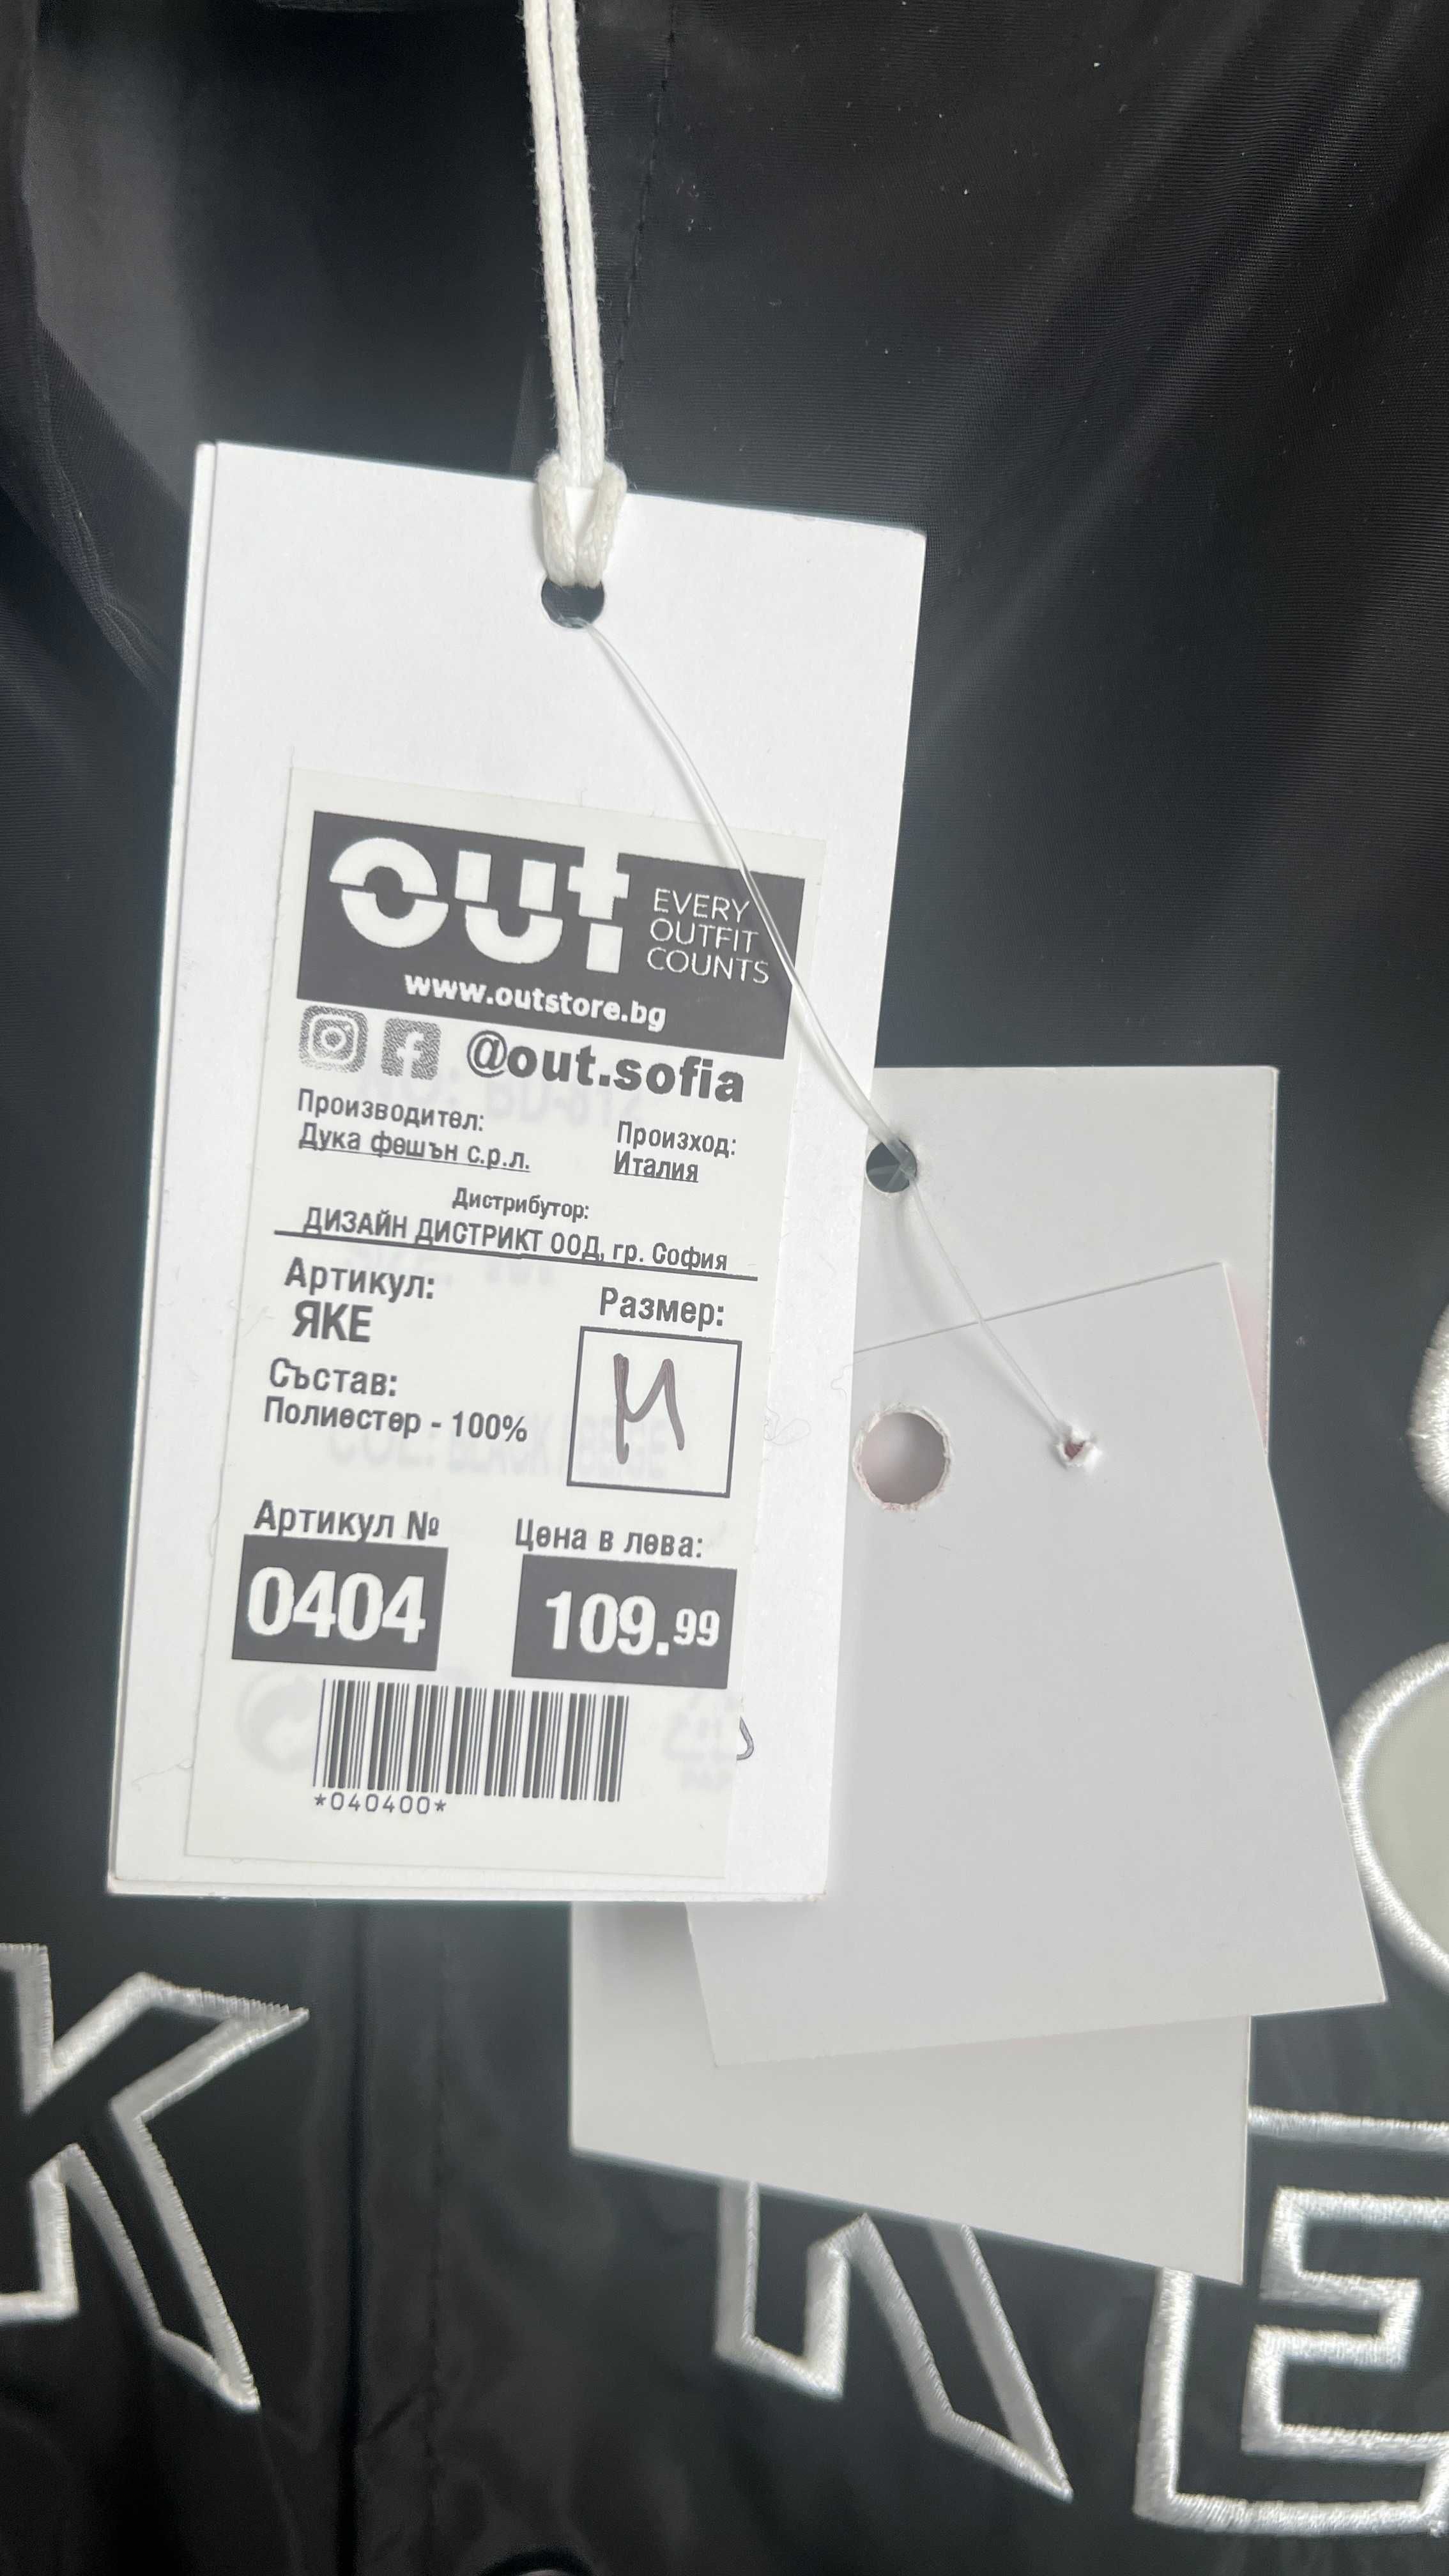 out
EVERY
OUTFIT
COUNTS
www.outstore.bg
@out.sofia
Производител:
Дука фешън с.р.л.
Произход:
Италия
Дистрибутор:
ДИЗАЙН ДИСТРИКТ ООД, гр. София
Артикул:
ЯКЕ
Размер:
M
Състав:
Полиестер - 100%
Артикул №
0404
Цена в лева:
109.99
*040400*
K
E